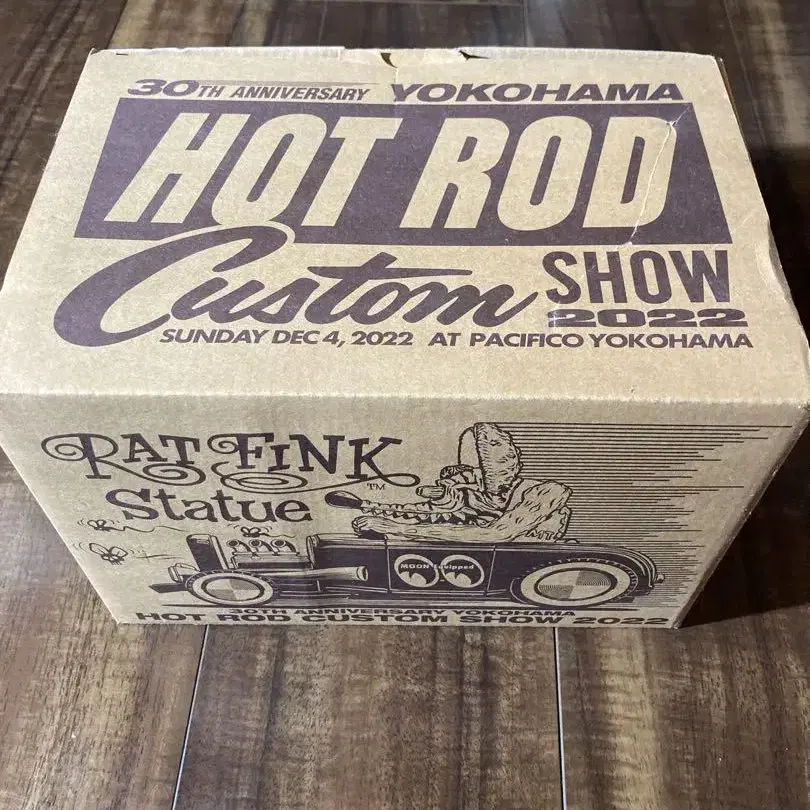 30TH ANNIVERSARY YOKOHAMA
HOT ROD
Custom SHOW
2022
SUNDAY DEC 4, 2022 AT PACIFICO YOKOHAMA
RAT FINK™
Statue
MOON Equipped
30TH ANNIVERSARY YOKOHAMA
HOT ROD CUSTOM SHOW 2022